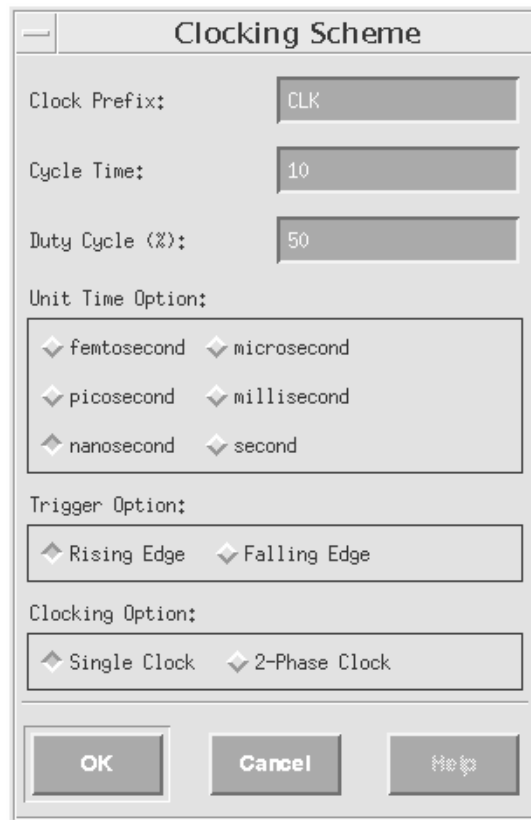 Clocking Scheme
Clock Prefix: CLK
Cycle Time: 10
Duty Cycle (%): 50
Unit Time Option:
femtosecond microsecond
picosecond millisecond
nanosecond second
Trigger Option:
Rising Edge Falling Edge
Clocking Option:
Single Clock 2-Phase Clock
OK Cancel Help